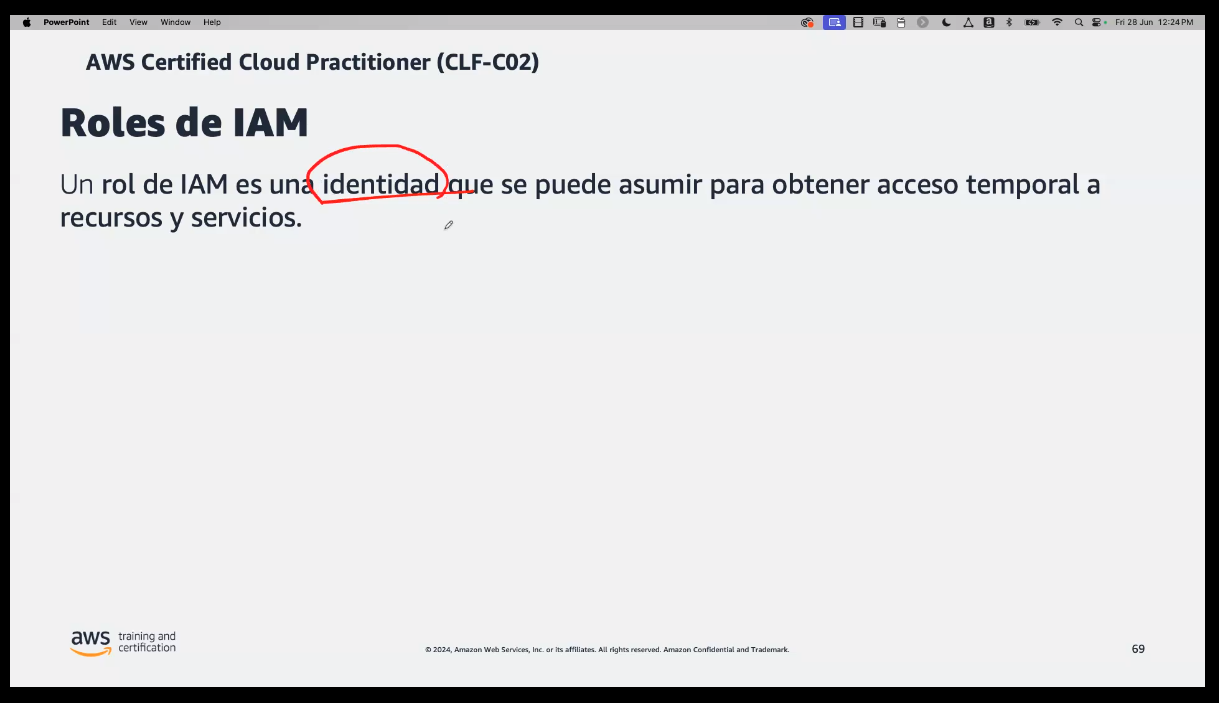 PowerPoint Edit View Window Help Fri 28 Jun 12:24 PM
AWS Certified Cloud Practitioner (CLF-C02)
Roles de IAM
Un rol de IAM es una identidad que se puede asumir para obtener acceso temporal a
recursos y servicios.
aws training and
certification
© 2024, Amazon Web Services, Inc. or its affiliates. All rights reserved. Amazon Confidential and Trademark.
69